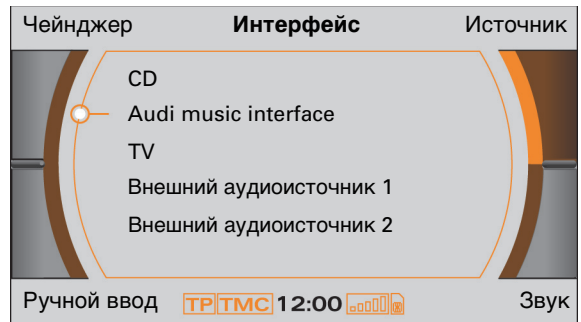 Чейнджер Интерфейс Источник
CD
Audi music interface
TV
Внешний аудиоисточник 1
Внешний аудиоисточник 2
Ручной ввод TP TMC 12:00 Звук